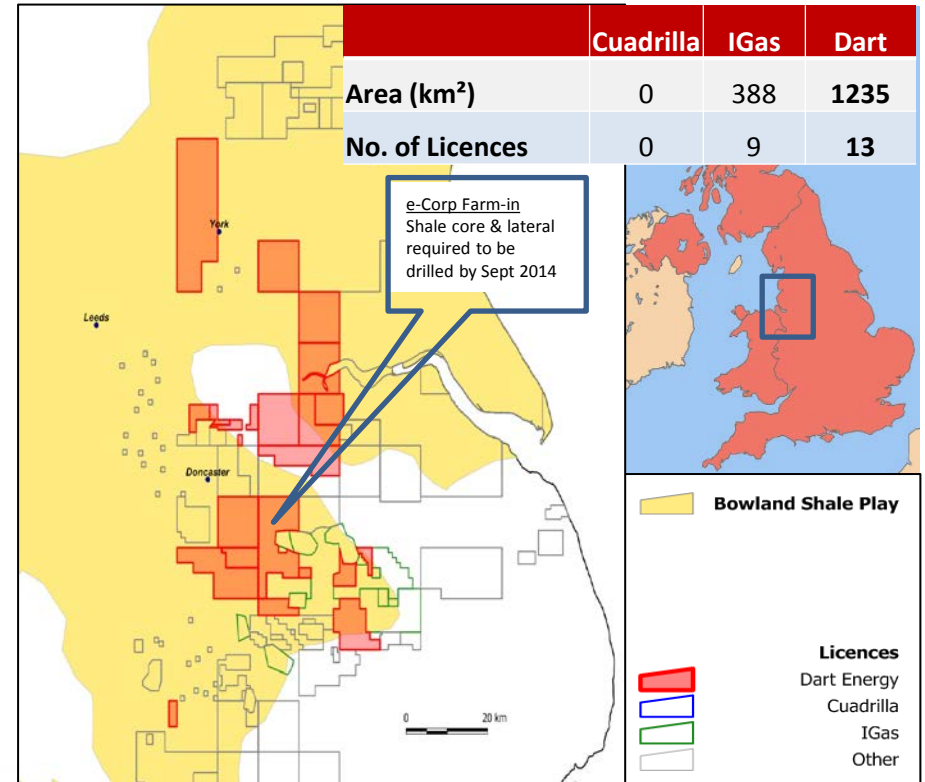 Cuadrilla IGas Dart
Area (km²) 0 388 1235
No. of Licences 0 9 13
e-Corp Farm-in
Shale core & lateral
required to be
drilled by Sept 2014
York
Leeds
Doncaster
0 20 km
Bowland Shale Play
Licences
Dart Energy
Cuadrilla
IGas
Other